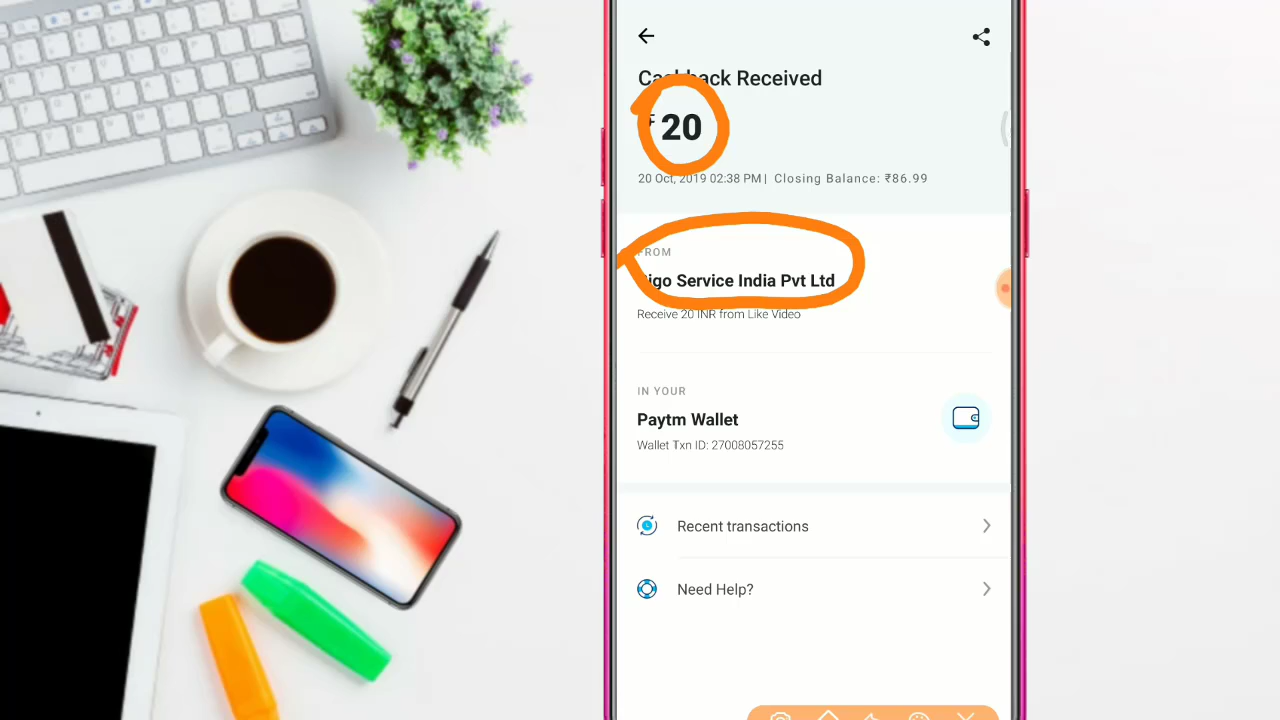 Cashback Received
20
20 Oct, 2019 02:38 PM | Closing Balance: ₹86.99
FROM
Service India Pvt Ltd
Receive 20 INR from Like Video
IN YOUR
Paytm Wallet
Wallet Txn ID: 27008057255
Recent transactions
Need Help?